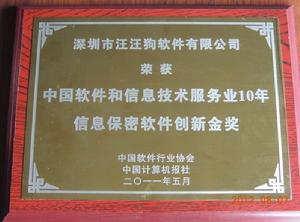 深圳市汪汪狗软件有限公司
荣获
中国软件和信息技术服务业10年
信息保密软件创新金奖
中国软件行业协会
中国计算机报社
二〇一一年五月